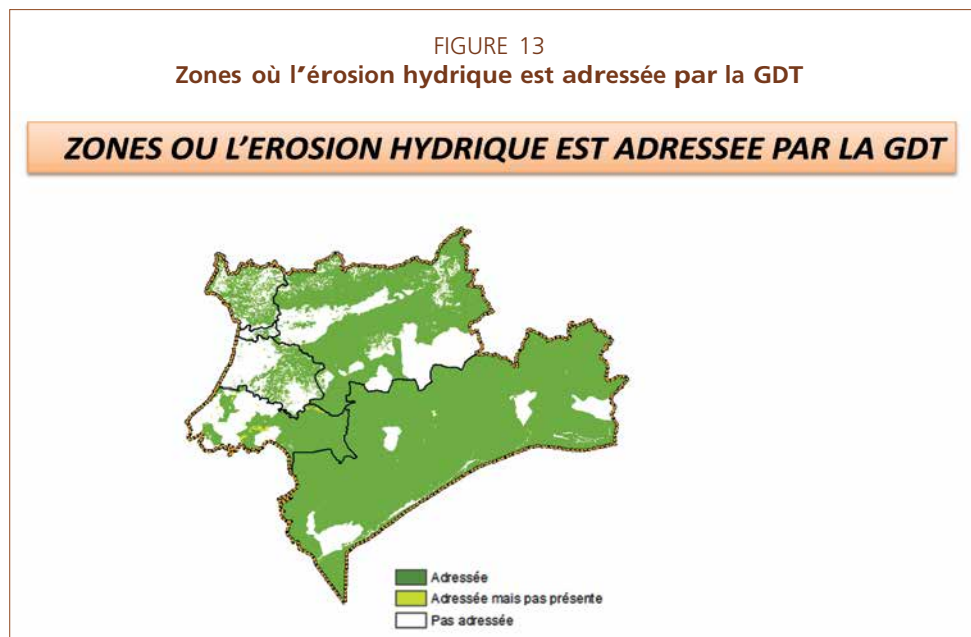 FIGURE 13
Zones où l’érosion hydrique est adressée par la GDT
ZONES OU L’EROSION HYDRIQUE EST ADRESSEE PAR LA GDT
Adressée
Adressée mais pas présente
Pas adressée